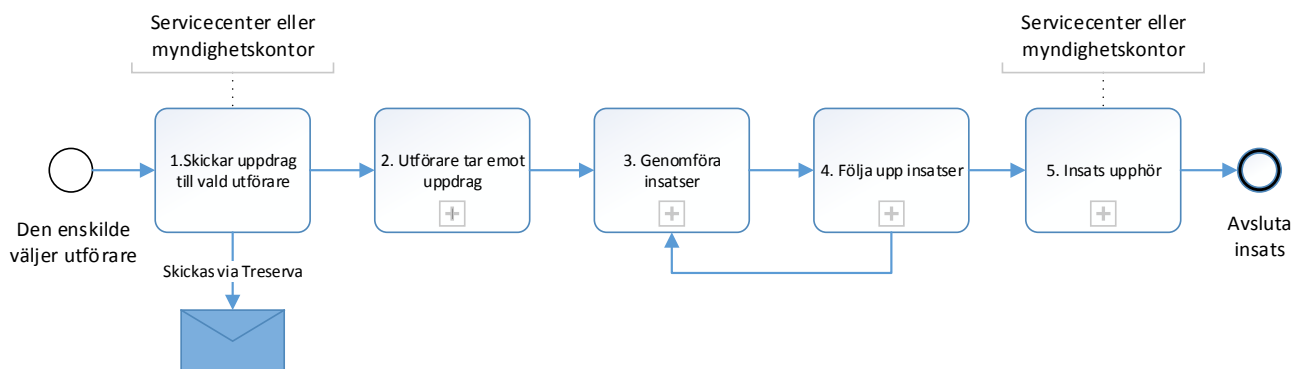 Servicecenter eller
myndighetskontor
Servicecenter eller
myndighetskontor
1.Skickar uppdrag
till vald utförare
2. Utförare tar emot
uppdrag
3. Genomföra
insatser
4. Följa upp insatser
5. Insats upphör
Den enskilde
väljer utförare
Avsluta
insats
Skickas via Treserva